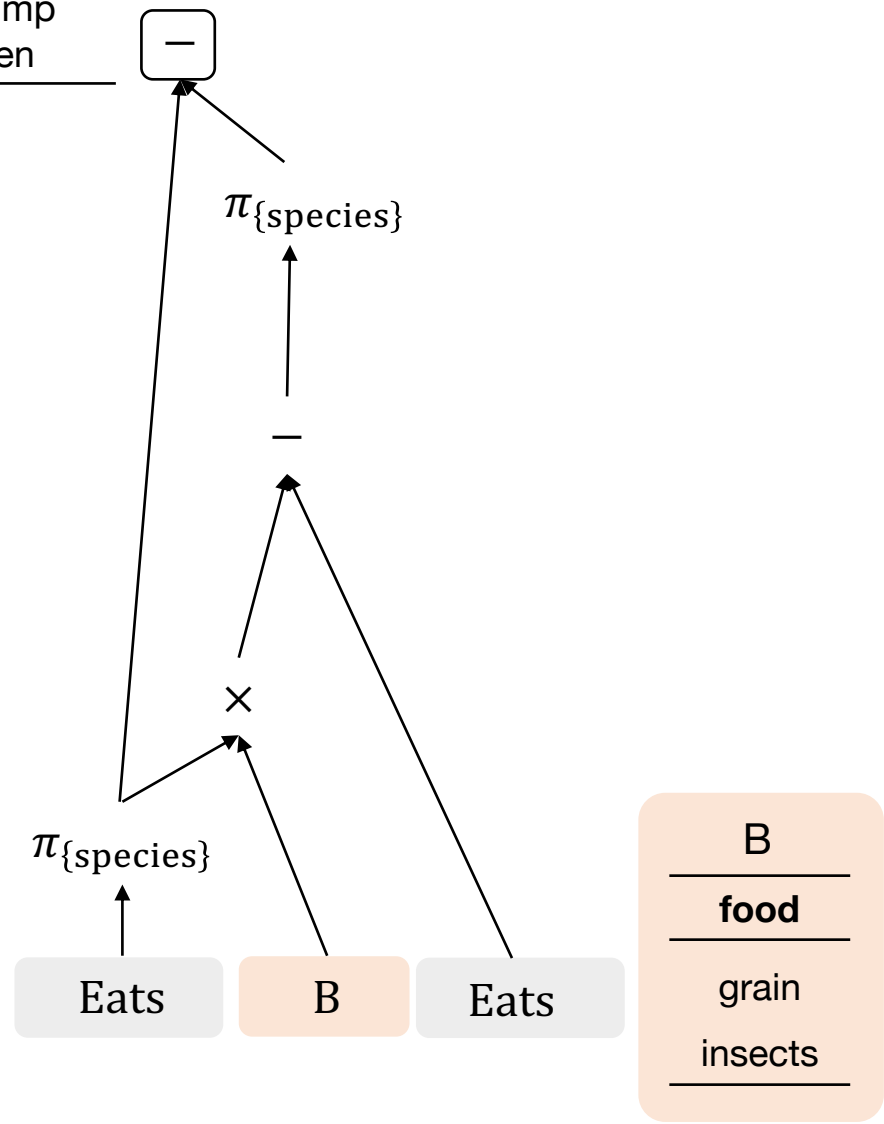 −
π{species}
−
×
π{species}
Eats
B
Eats
B
food
grain
insects